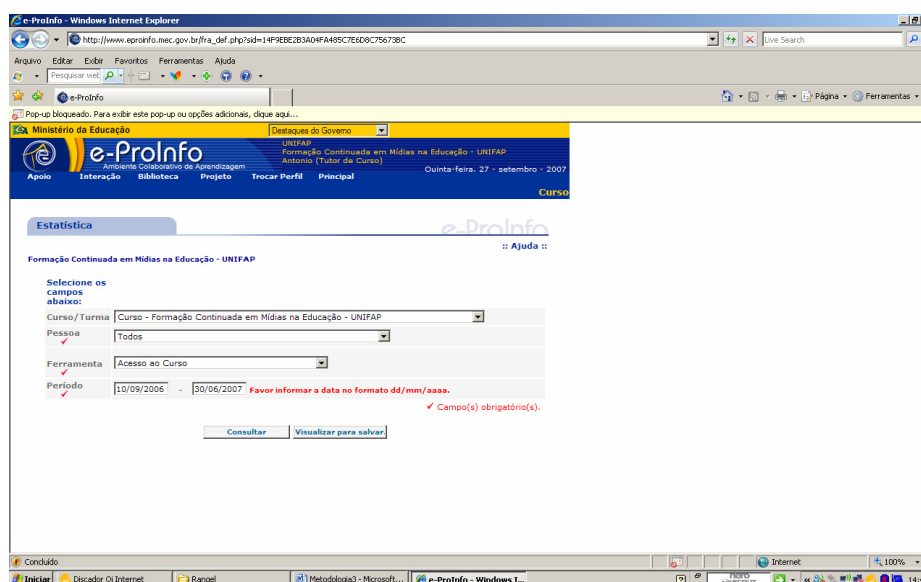 e-ProInfo - Windows Internet Explorer
http://www.eproinfo.mec.gov.br/fra_def.php?sid=14F9EBE2B3A04FA485C7E6D8C75673BC
Live Search
Arquivo Editar Exibir Favoritos Ferramentas Ajuda
Pesquisar web
e-ProInfo
Página Ferramentas
Pop-up bloqueado. Para exibir este pop-up ou opções adicionais, clique aqui...
Ministério da Educação
Destaques do Governo
UNIFAP
Formação Continuada em Mídias na Educação - UNIFAP
Antonio (Tutor de Curso)
e-ProInfo
Ambiente Colaborativo de Aprendizagem
Quinta-feira, 27 - setembro - 2007
Apoio Interação Biblioteca Projeto Trocar Perfil Principal
Curso
Estatística
e-ProInfo
:: Ajuda ::
Formação Continuada em Mídias na Educação - UNIFAP
Selecione os
campos
abaixo:
Curso/Turma Curso - Formação Continuada em Mídias na Educação - UNIFAP
Pessoa Todos
Ferramenta Acesso ao Curso
Período 10/09/2006 - 30/06/2007 Favor informar a data no formato dd/mm/aaaa.
Campo(s) obrigatório(s).
Consultar Visualizar para salvar.
Concluído
Internet 100%
Iniciar Discador Oi Internet Rangel Metodologia3 - Microsoft... e-ProInfo - Windows I... nero